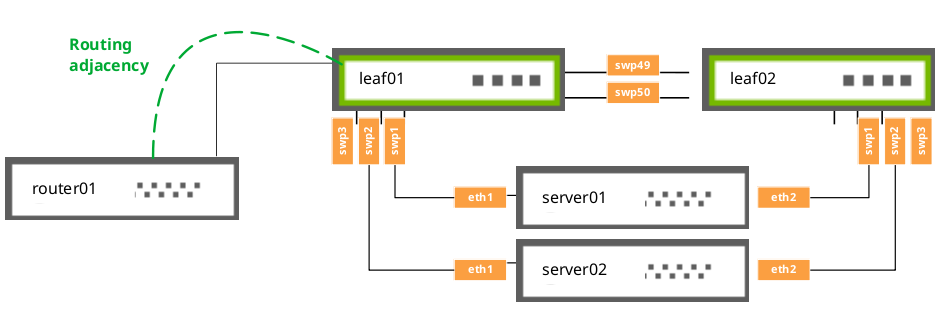 Routing
adjacency
leaf01
swp49
swp50
leaf02
swp3
swp2
swp1
swp1
swp2
swp3
router01
eth1
server01
eth2
eth1
server02
eth2